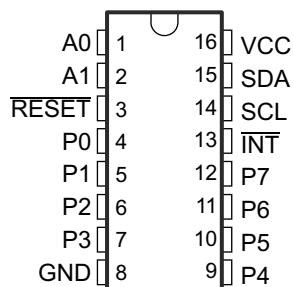 A0 1 16 VCC
A1 2 15 SDA
RESET 3 14 SCL
P0 4 13 INT
P1 5 12 P7
P2 6 11 P6
P3 7 10 P5
GND 8 9 P4